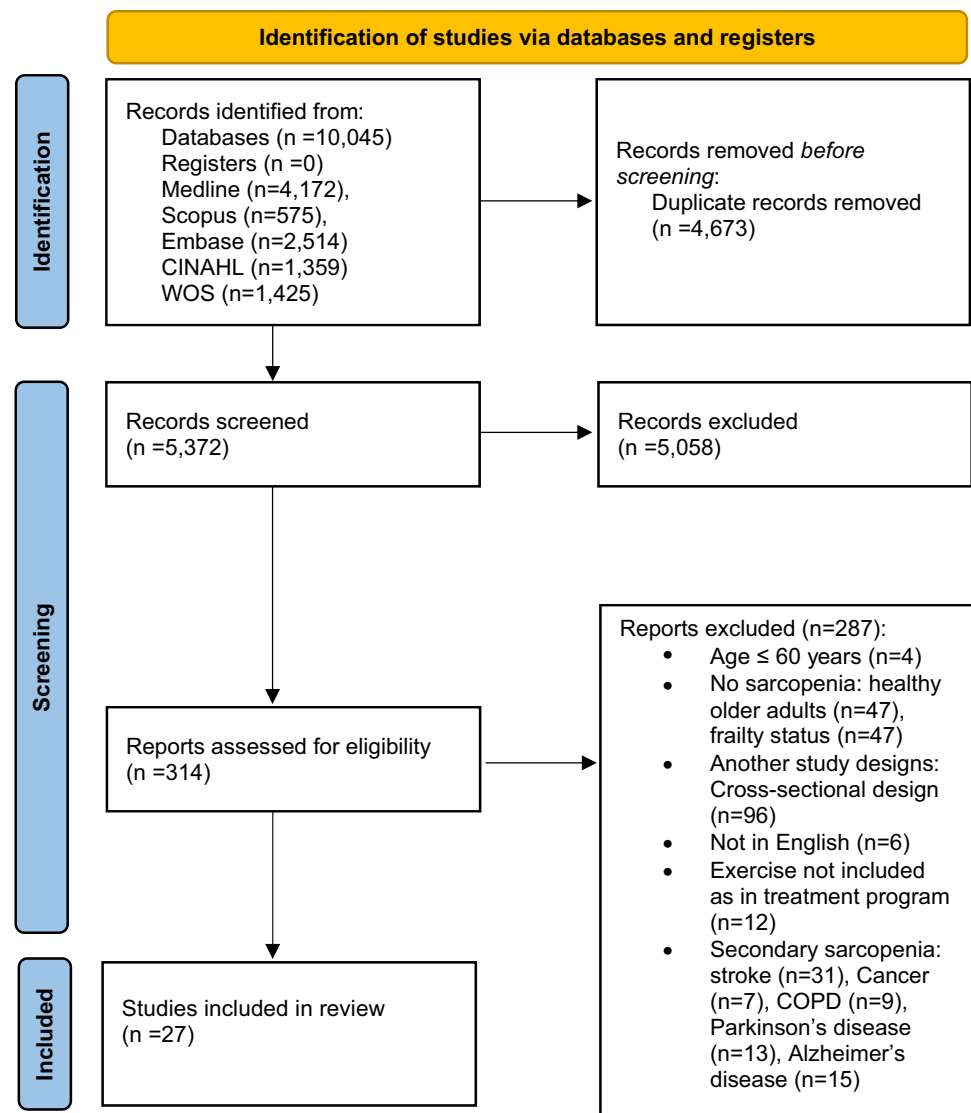 Identification of studies via databases and registers
Identification
Records identified from:
Databases (n =10,045)
Registers (n =0)
Medline (n=4,172),
Scopus (n=575),
Embase (n=2,514)
CINAHL (n=1,359)
WOS (n=1,425)
Records removed before
screening:
Duplicate records removed
(n =4,673)
Screening
Records screened
(n =5,372)
Records excluded
(n =5,058)
Reports assessed for eligibility
(n =314)
Reports excluded (n=287):
• Age ≤ 60 years (n=4)
• No sarcopenia: healthy
older adults (n=47),
frailty status (n=47)
• Another study designs:
Cross-sectional design
(n=96)
• Not in English (n=6)
• Exercise not included
as in treatment program
(n=12)
• Secondary sarcopenia:
stroke (n=31), Cancer
(n=7), COPD (n=9),
Parkinson’s disease
(n=13), Alzheimer’s
disease (n=15)
Included
Studies included in review
(n =27)